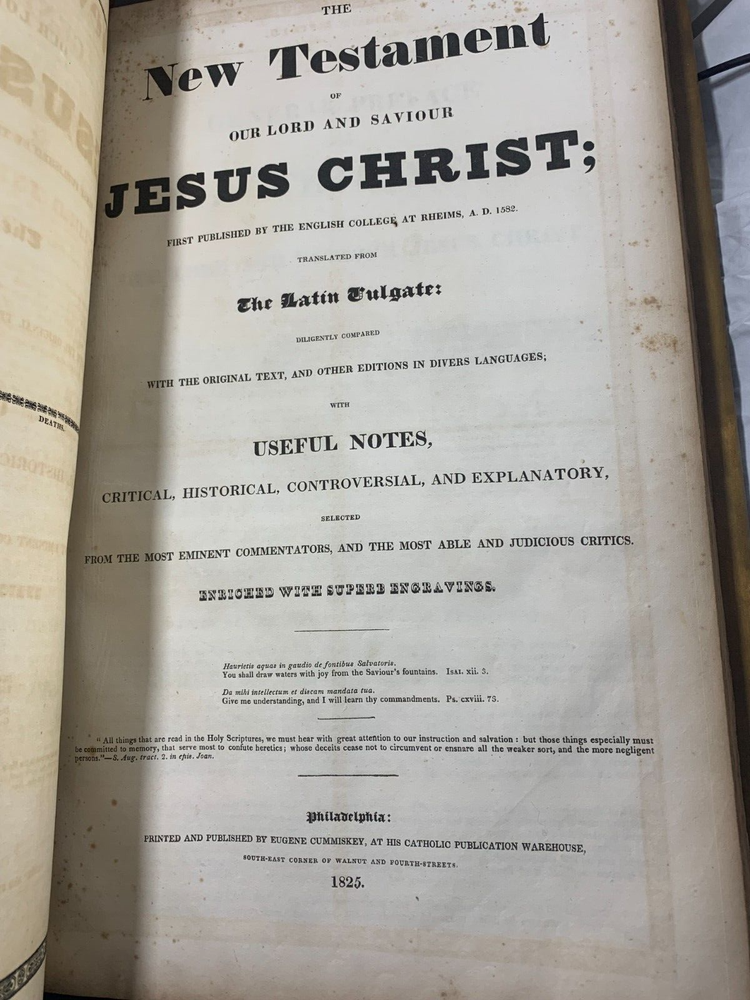 THE
New Testament
OF
OUR LORD AND SAVIOUR
JESUS CHRIST;
FIRST PUBLISHED BY THE ENGLISH COLLEGE AT RHEIMS, A. D. 1582.
TRANSLATED FROM
The Latin Vulgate:
DILIGENTLY COMPARED
WITH THE ORIGINAL TEXT, AND OTHER EDITIONS IN DIVERS LANGUAGES;
WITH
USEFUL NOTES,
CRITICAL, HISTORICAL, CONTROVERSIAL, AND EXPLANATORY,
SELECTED
FROM THE MOST EMINENT COMMENTATORS, AND THE MOST ABLE AND JUDICIOUS CRITICS.
ENRICHED WITH SUPERB ENGRAVINGS.
Haurietis aquas in gaudio de fontibus Salvatoris.
You shall draw waters with joy from the Saviour's fountains. ISAI. xii. 3.
Da mihi intellectum et discam mandata tua.
Give me understanding, and I will learn thy commandments. Ps. cxviii. 73.
" All things that are read in the Holy Scriptures, we must hear with great attention to our instruction and salvation : but those things especially must
be committed to memory, that serve most to confute heretics; whose deceits cease not to circumvent or ensnare all the weaker sort, and the more negligent
persons."—S. Aug. tract. 2. in epis. Joan.
Philadelphia:
PRINTED AND PUBLISHED BY EUGENE CUMMISKEY, AT HIS CATHOLIC PUBLICATION WAREHOUSE,
SOUTH-EAST CORNER OF WALNUT AND FOURTH-STREETS.
1825.
DEATHS.